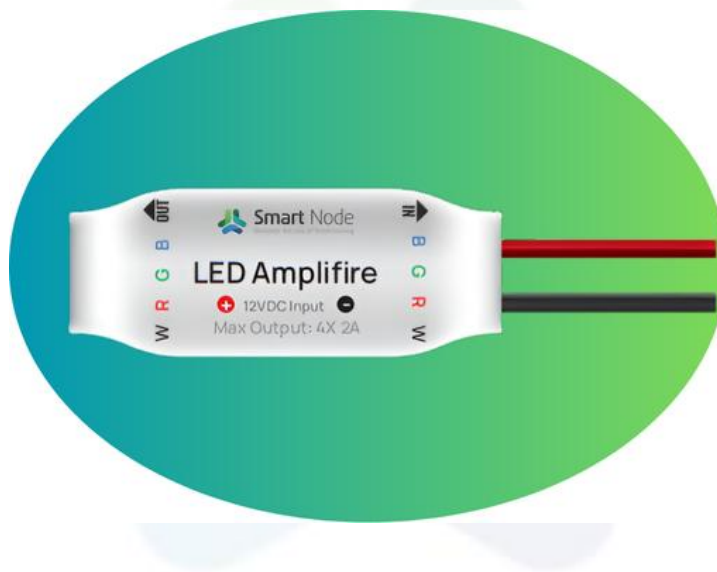 OUT
Smart Node
IN
B
B
G
LED Amplifire
G
R
+ 12VDC Input -
R
W
Max Output: 4X 2A
W